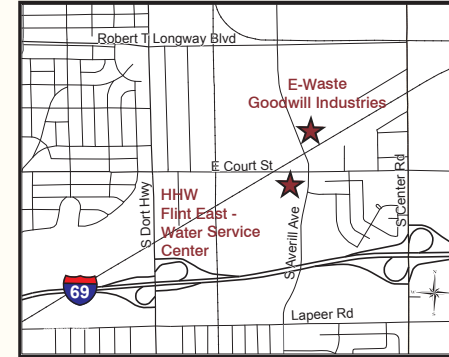 Robert T Longway Blvd
E-Waste
Goodwill Industries
E Court St
HHW
Flint East -
Water Service
Center
S Dort Hwy
S Averill Ave
S Center Rd
69
Lapeer Rd
N
W